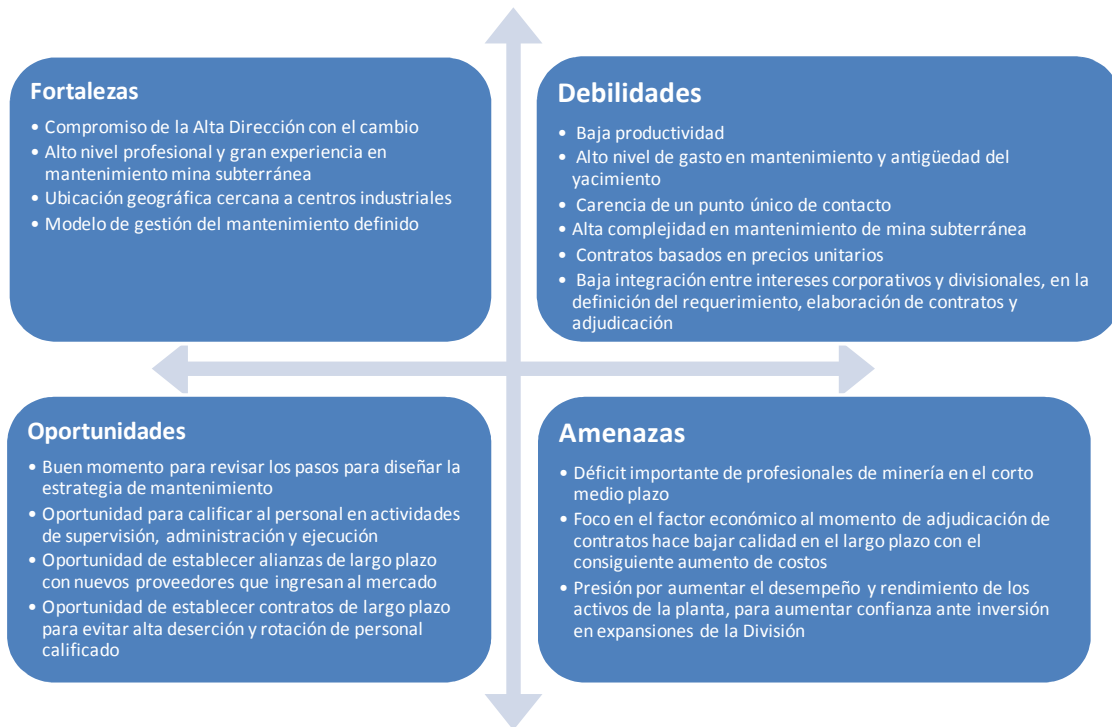 Fortalezas
• Compromiso de la Alta Dirección con el cambio
• Alto nivel profesional y gran experiencia en
mantenimiento mina subterránea
• Ubicación geográfica cercana a centros industriales
• Modelo de gestión del mantenimiento definido
Debilidades
• Baja productividad
• Alto nivel de gasto en mantenimiento y antigüedad del
yacimiento
• Carencia de un punto único de contacto
• Alta complejidad en mantenimiento de mina subterránea
• Contratos basados en precios unitarios
• Baja integración entre intereses corporativos y divisionales, en la
definición del requerimiento, elaboración de contratos y
adjudicación
Oportunidades
• Buen momento para revisar los pasos para diseñar la
estrategia de mantenimiento
• Oportunidad para calificar al personal en actividades
de supervisión, administración y ejecución
• Oportunidad de establecer alianzas de largo plazo
con nuevos proveedores que ingresan al mercado
• Oportunidad de establecer contratos de largo plazo
para evitar alta deserción y rotación de personal
calificado
Amenazas
• Déficit importante de profesionales de minería en el corto
medio plazo
• Foco en el factor económico al momento de adjudicación de
contratos hace bajar calidad en el largo plazo con el
consiguiente aumento de costos
• Presión por aumentar el desempeño y rendimiento de los
activos de la planta, para aumentar confianza ante inversión
en expansiones de la División